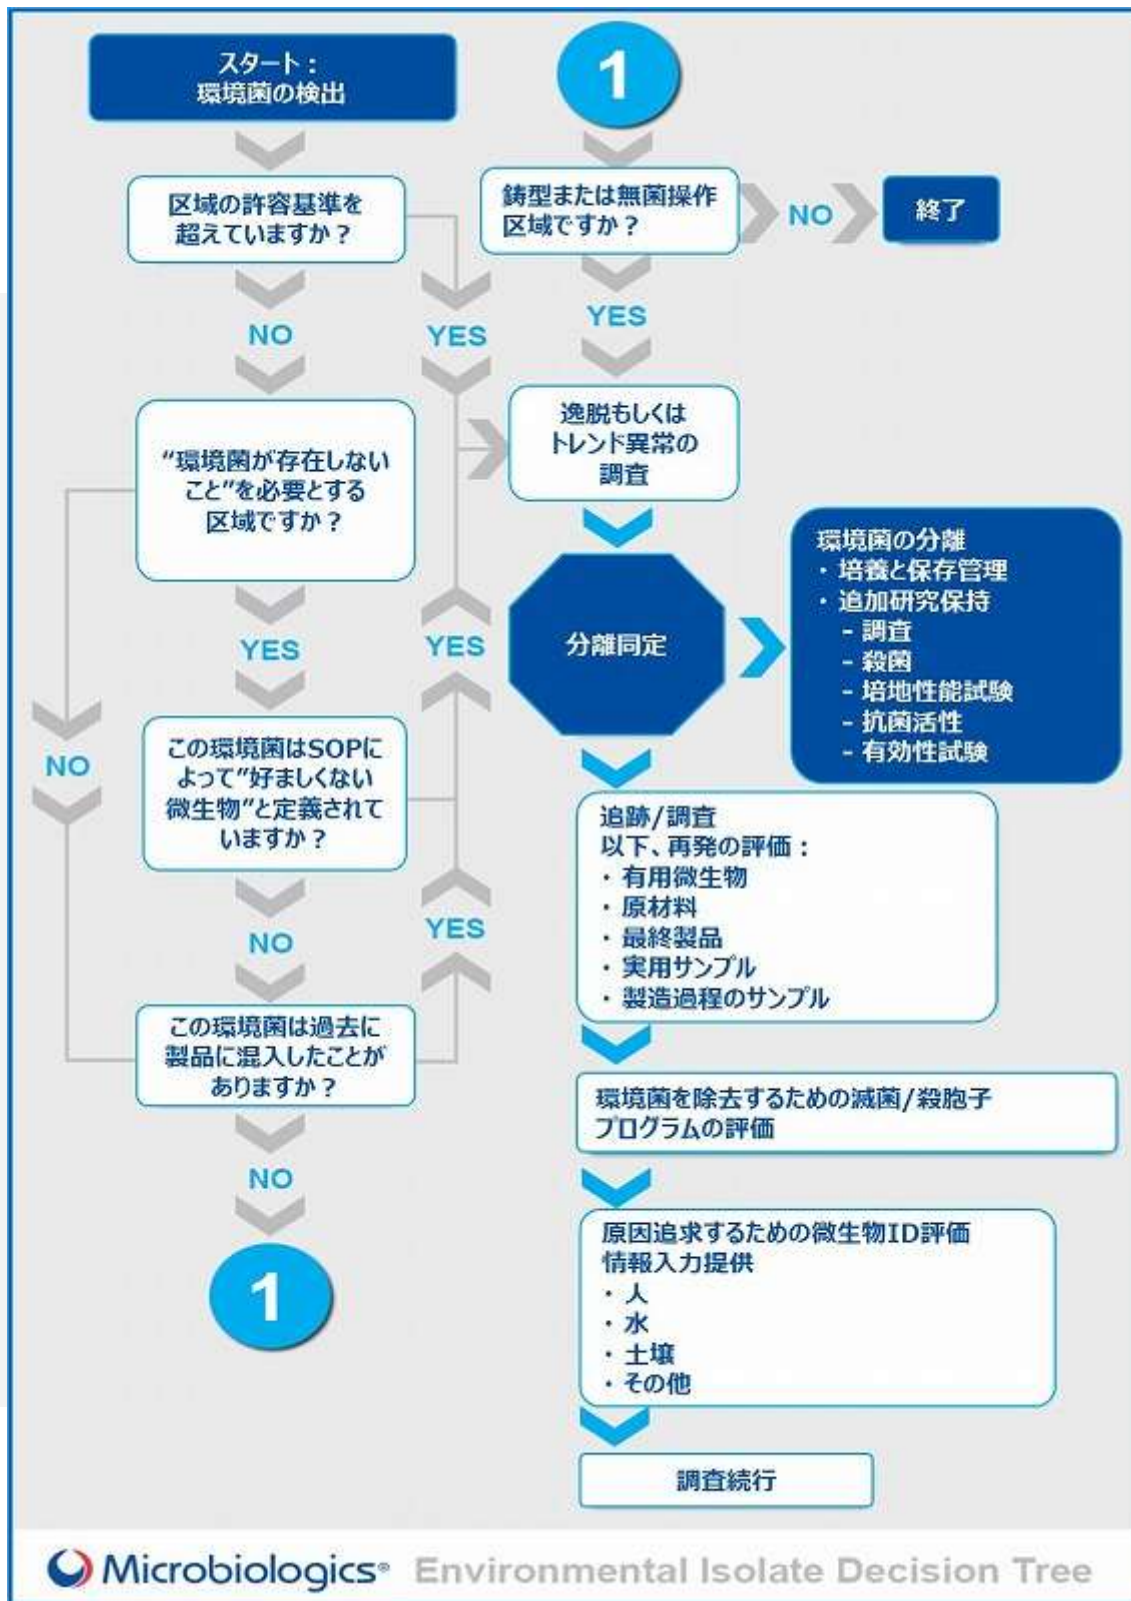 スタート：
環境菌の検出
区域の許容基準を
超えていますか？
NO
YES
“環境菌が存在しない
こと”を必要とする
区域ですか？
YES
YES
NO
この環境菌はSOPに
よって”好ましくない
微生物”と定義されて
いますか？
NO
YES
この環境菌は過去に
製品に混入したことが
ありますか？
NO
1
1
鋳型または無菌操作
区域ですか？
NO
終了
YES
逸脱もしくは
トレンド異常の
調査
分離同定
環境菌の分離
・培養と保存管理
・追加研究保持
- 調査
- 殺菌
- 培地性能試験
- 抗菌活性
- 有効性試験
追跡/調査
以下、再発の評価：
・有用微生物
・原材料
・最終製品
・実用サンプル
・製造過程のサンプル
環境菌を除去するための滅菌/殺胞子
プログラムの評価
原因追求するための微生物ID評価
情報入力提供
・人
・水
・土壌
・その他
調査続行
Microbiologics® Environmental Isolate Decision Tree